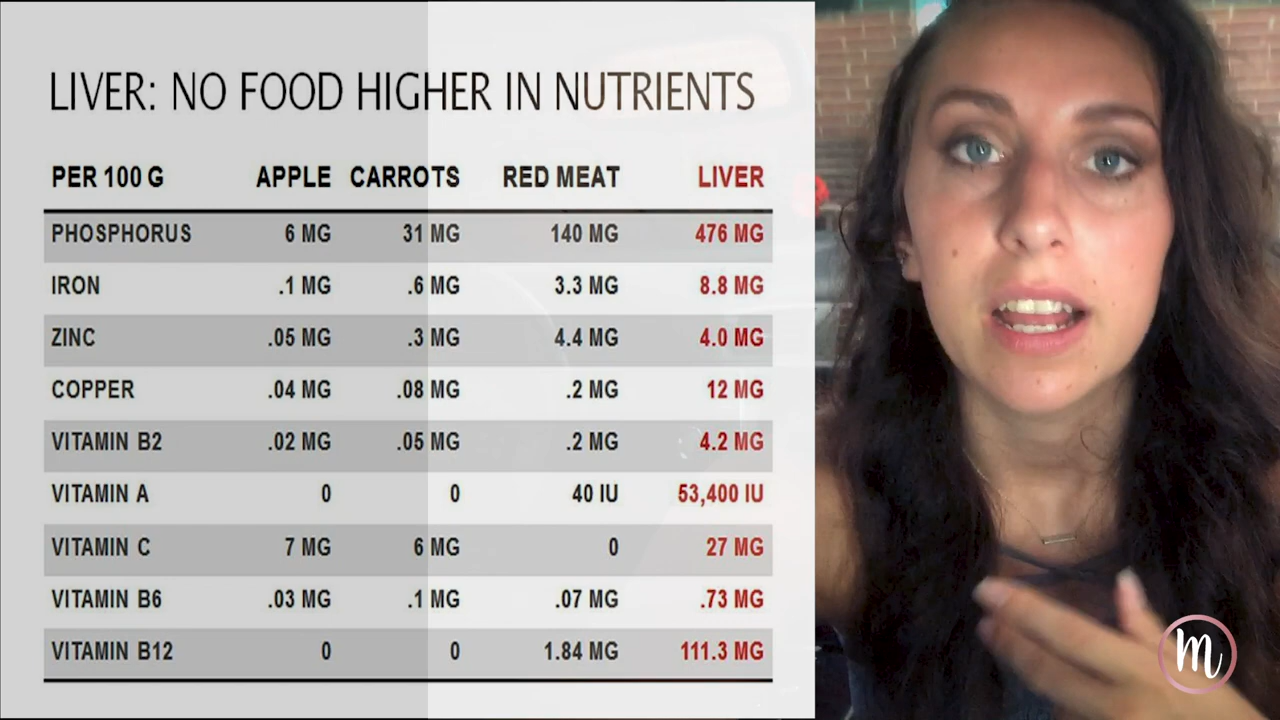 LIVER: NO FOOD HIGHER IN NUTRIENTS
PER 100 G APPLE CARROTS RED MEAT LIVER
PHOSPHORUS 6 MG 31 MG 140 MG 476 MG
IRON .1 MG .6 MG 3.3 MG 8.8 MG
ZINC .05 MG .3 MG 4.4 MG 4.0 MG
COPPER .04 MG .08 MG .2 MG 12 MG
VITAMIN B2 .02 MG .05 MG .2 MG 4.2 MG
VITAMIN A 0 0 40 IU 53,400 IU
VITAMIN C 7 MG 6 MG 0 27 MG
VITAMIN B6 .03 MG .1 MG .07 MG .73 MG
VITAMIN B12 0 0 1.84 MG 111.3 MG
m